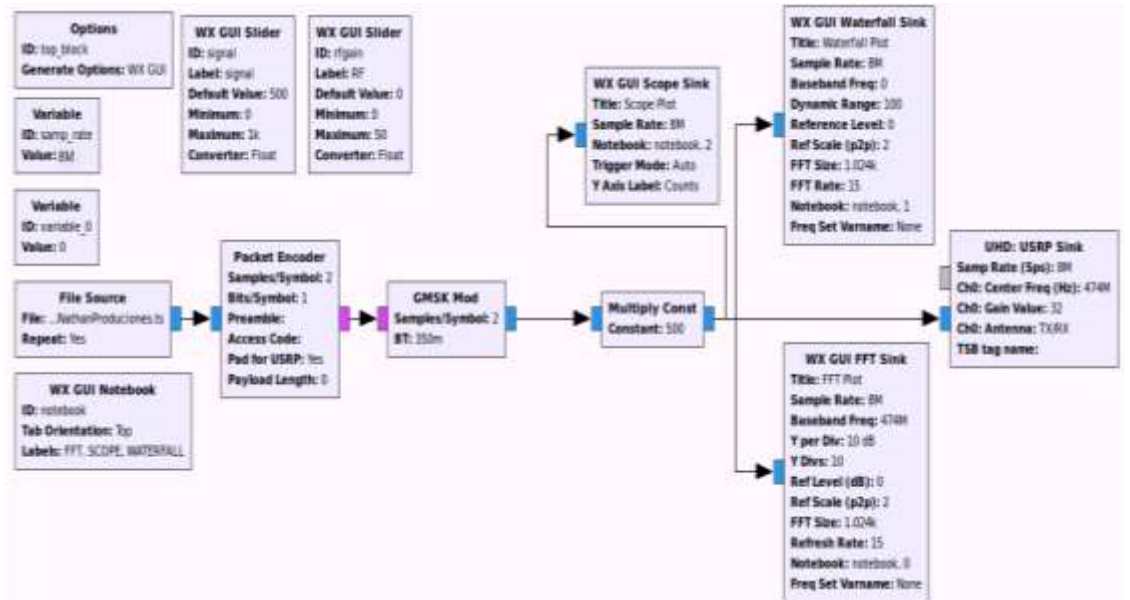 Options
ID: top_block
Generate Options: WX GUI
Variable
ID: samp_rate
Value: 8M
Variable
ID: variable_0
Value: 0
WX GUI Slider
ID: signal
Label: signal
Default Value: 500
Minimum: 0
Maximum: 1k
Converter: Float
WX GUI Slider
ID: rfgain
Label: RF
Default Value: 0
Minimum: 0
Maximum: 50
Converter: Float
File Source
File: ...NathanProduciones.ts
Repeat: Yes
WX GUI Notebook
ID: notebook
Tab Orientation: Top
Labels: FFT, SCOPE, WATERFALL
Packet Encoder
Samples/Symbol: 2
Bits/Symbol: 1
Preamble:
Access Code:
Pad for USRP: Yes
Payload Length: 0
GMSK Mod
Samples/Symbol: 2
BT: 350m
Multiply Const
Constant: 500
WX GUI Scope Sink
Title: Scope Plot
Sample Rate: 8M
Notebook: notebook, 2
Trigger Mode: Auto
Y Axis Label: Counts
WX GUI Waterfall Sink
Title: Waterfall Plot
Sample Rate: 8M
Baseband Freq: 0
Dynamic Range: 100
Reference Level: 0
Ref Scale (p2p): 2
FFT Size: 1.024k
FFT Rate: 15
Notebook: notebook, 1
Freq Set Varname: None
UHD: USRP Sink
Samp Rate (Sps): 8M
Ch0: Center Freq (Hz): 474M
Ch0: Gain Value: 32
Ch0: Antenna: TX/RX
TSB tag name:
WX GUI FFT Sink
Title: FFT Plot
Sample Rate: 8M
Baseband Freq: 474M
Y per Div: 10 dB
Y Divs: 10
Ref Level (dB): 0
Ref Scale (p2p): 2
FFT Size: 1.024k
Refresh Rate: 15
Notebook: notebook, 0
Freq Set Varname: None